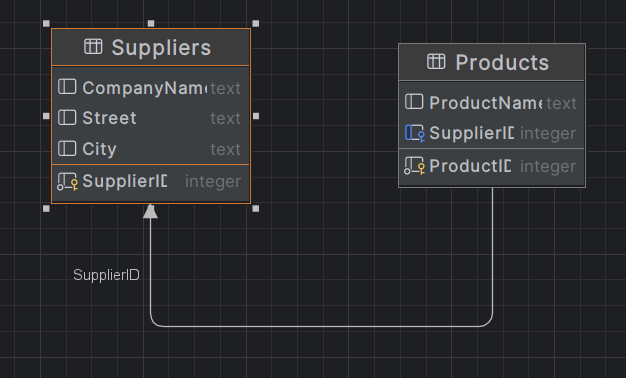 Suppliers
CompanyName text
Street text
City text
SupplierID integer
Products
ProductName text
SupplierID integer
ProductID integer
SupplierID